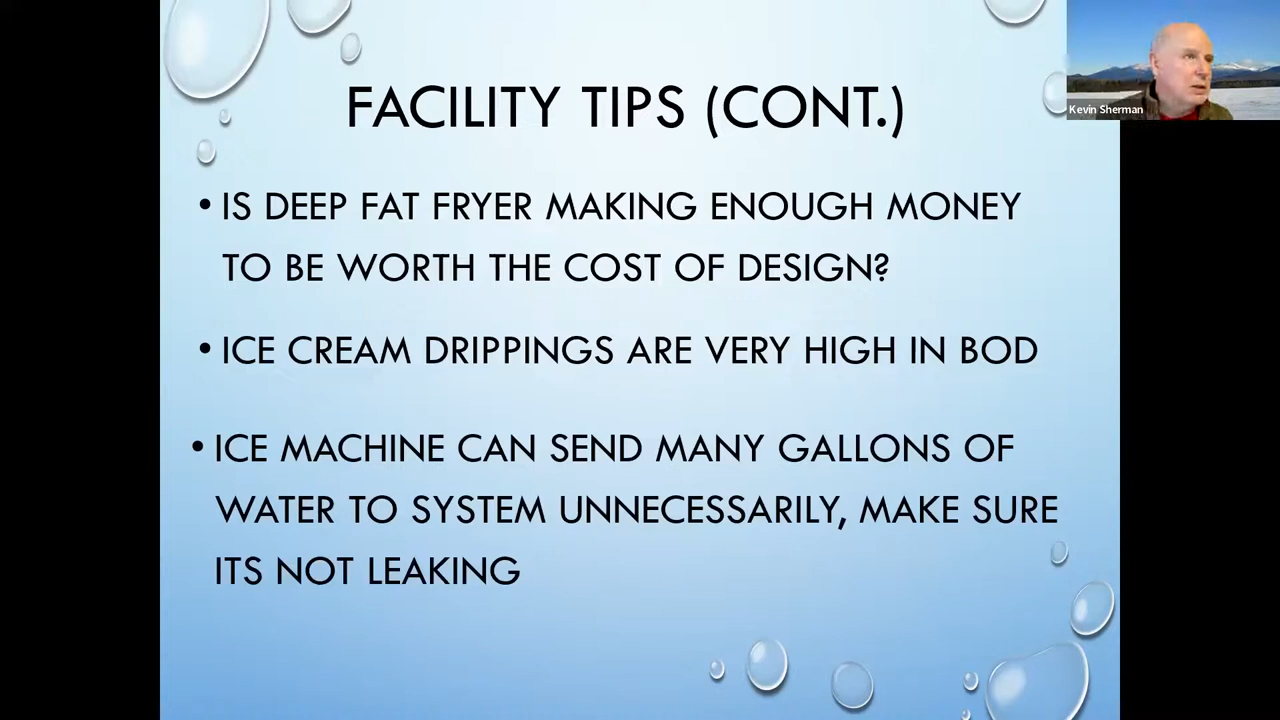 FACILITY TIPS (CONT.)
Kevin Sherman
• IS DEEP FAT FRYER MAKING ENOUGH MONEY
TO BE WORTH THE COST OF DESIGN?
• ICE CREAM DRIPPINGS ARE VERY HIGH IN BOD
• ICE MACHINE CAN SEND MANY GALLONS OF
WATER TO SYSTEM UNNECESSARILY, MAKE SURE
ITS NOT LEAKING